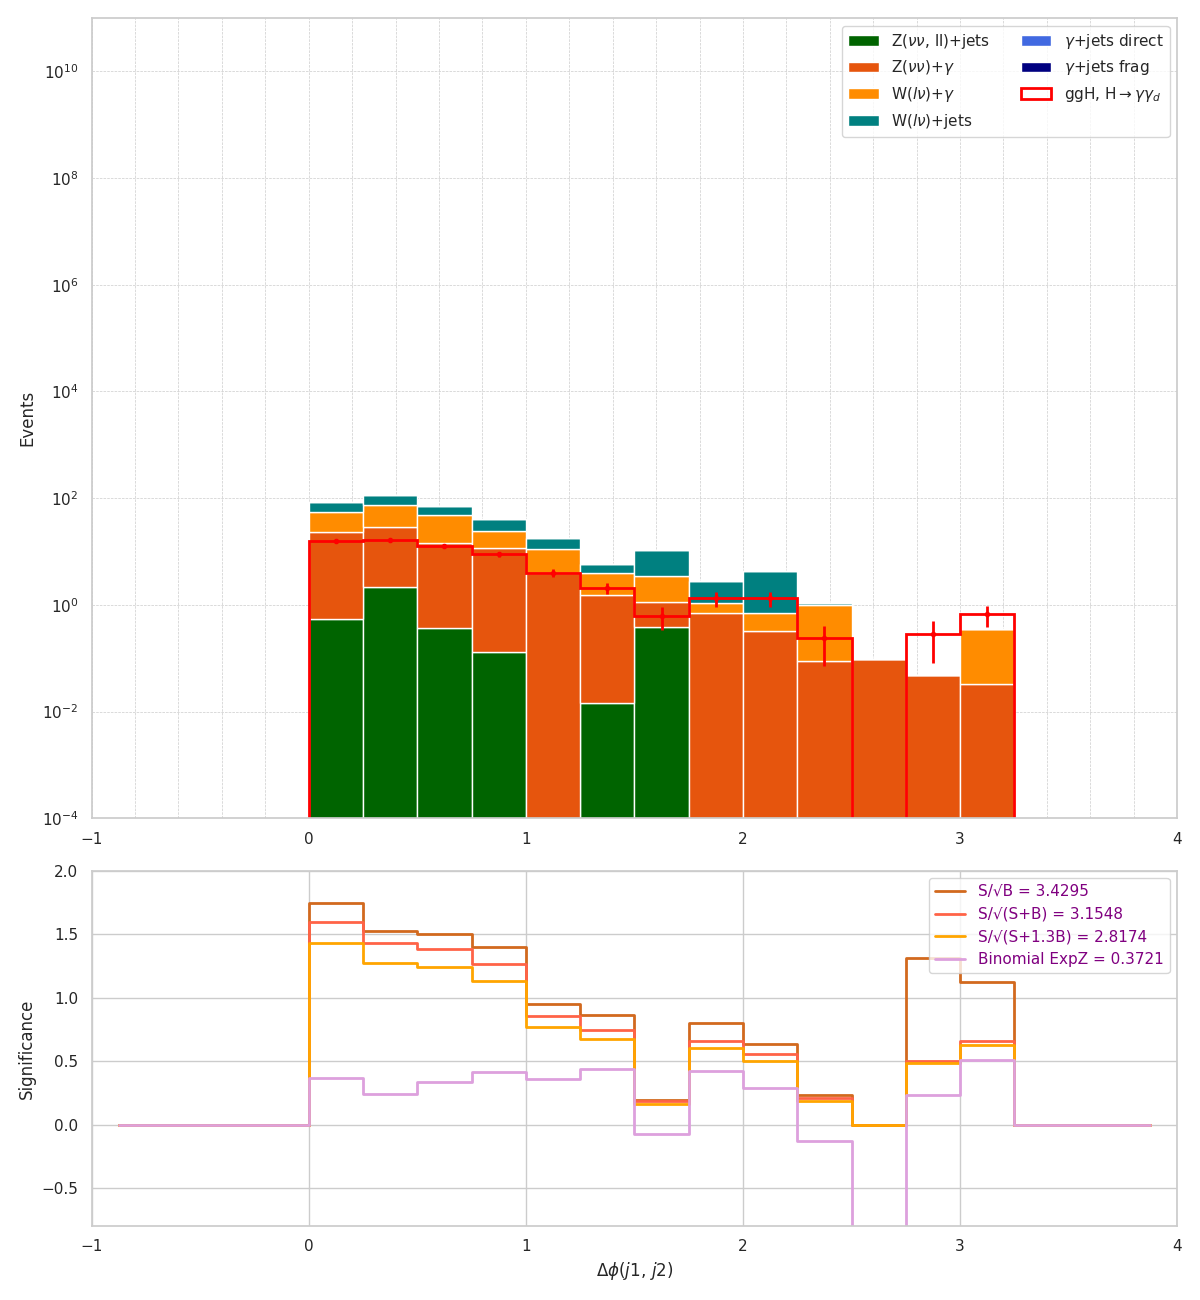 Z(νν, ll)+jets
Z(νν)+γ
W(lν)+γ
W(lν)+jets
γ+jets direct
γ+jets frag
ggH, H → γγ_d
Events
10^10
10^8
10^6
10^4
10^2
10^0
10^−2
10^−4
−1 0 1 2 3 4
S/√B = 3.4295
S/√(S+B) = 3.1548
S/√(S+1.3B) = 2.8174
Binomial ExpZ = 0.3721
Significance
2.0
1.5
1.0
0.5
0.0
−0.5
−1 0 1 2 3 4
Δϕ(j1, j2)